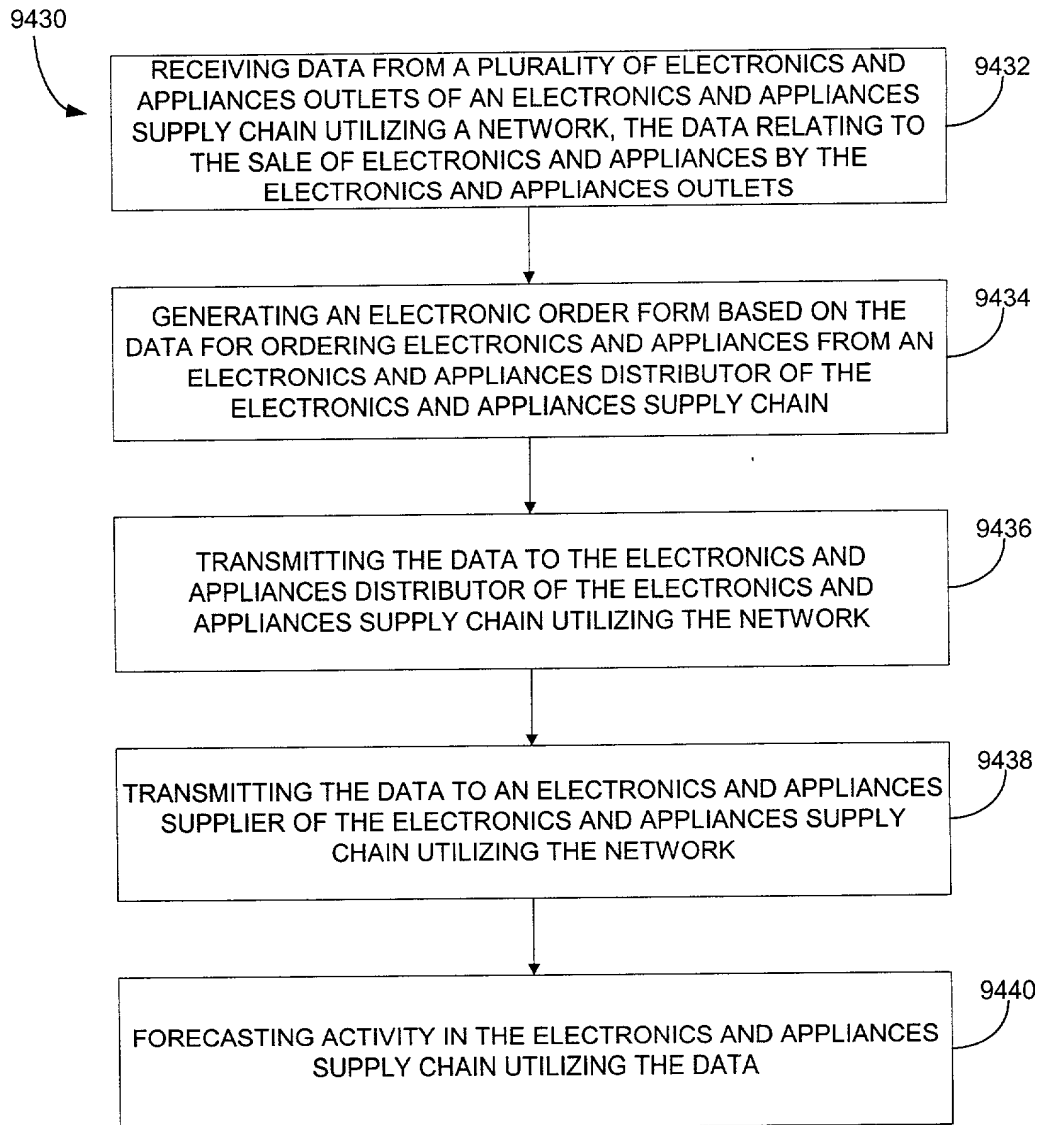 9430
RECEIVING DATA FROM A PLURALITY OF ELECTRONICS AND
APPLIANCES OUTLETS OF AN ELECTRONICS AND APPLIANCES
SUPPLY CHAIN UTILIZING A NETWORK, THE DATA RELATING TO
THE SALE OF ELECTRONICS AND APPLIANCES BY THE
ELECTRONICS AND APPLIANCES OUTLETS
9432
GENERATING AN ELECTRONIC ORDER FORM BASED ON THE
DATA FOR ORDERING ELECTRONICS AND APPLIANCES FROM AN
ELECTRONICS AND APPLIANCES DISTRIBUTOR OF THE
ELECTRONICS AND APPLIANCES SUPPLY CHAIN
9434
TRANSMITTING THE DATA TO THE ELECTRONICS AND
APPLIANCES DISTRIBUTOR OF THE ELECTRONICS AND
APPLIANCES SUPPLY CHAIN UTILIZING THE NETWORK
9436
TRANSMITTING THE DATA TO AN ELECTRONICS AND APPLIANCES
SUPPLIER OF THE ELECTRONICS AND APPLIANCES SUPPLY
CHAIN UTILIZING THE NETWORK
9438
FORECASTING ACTIVITY IN THE ELECTRONICS AND APPLIANCES
SUPPLY CHAIN UTILIZING THE DATA
9440